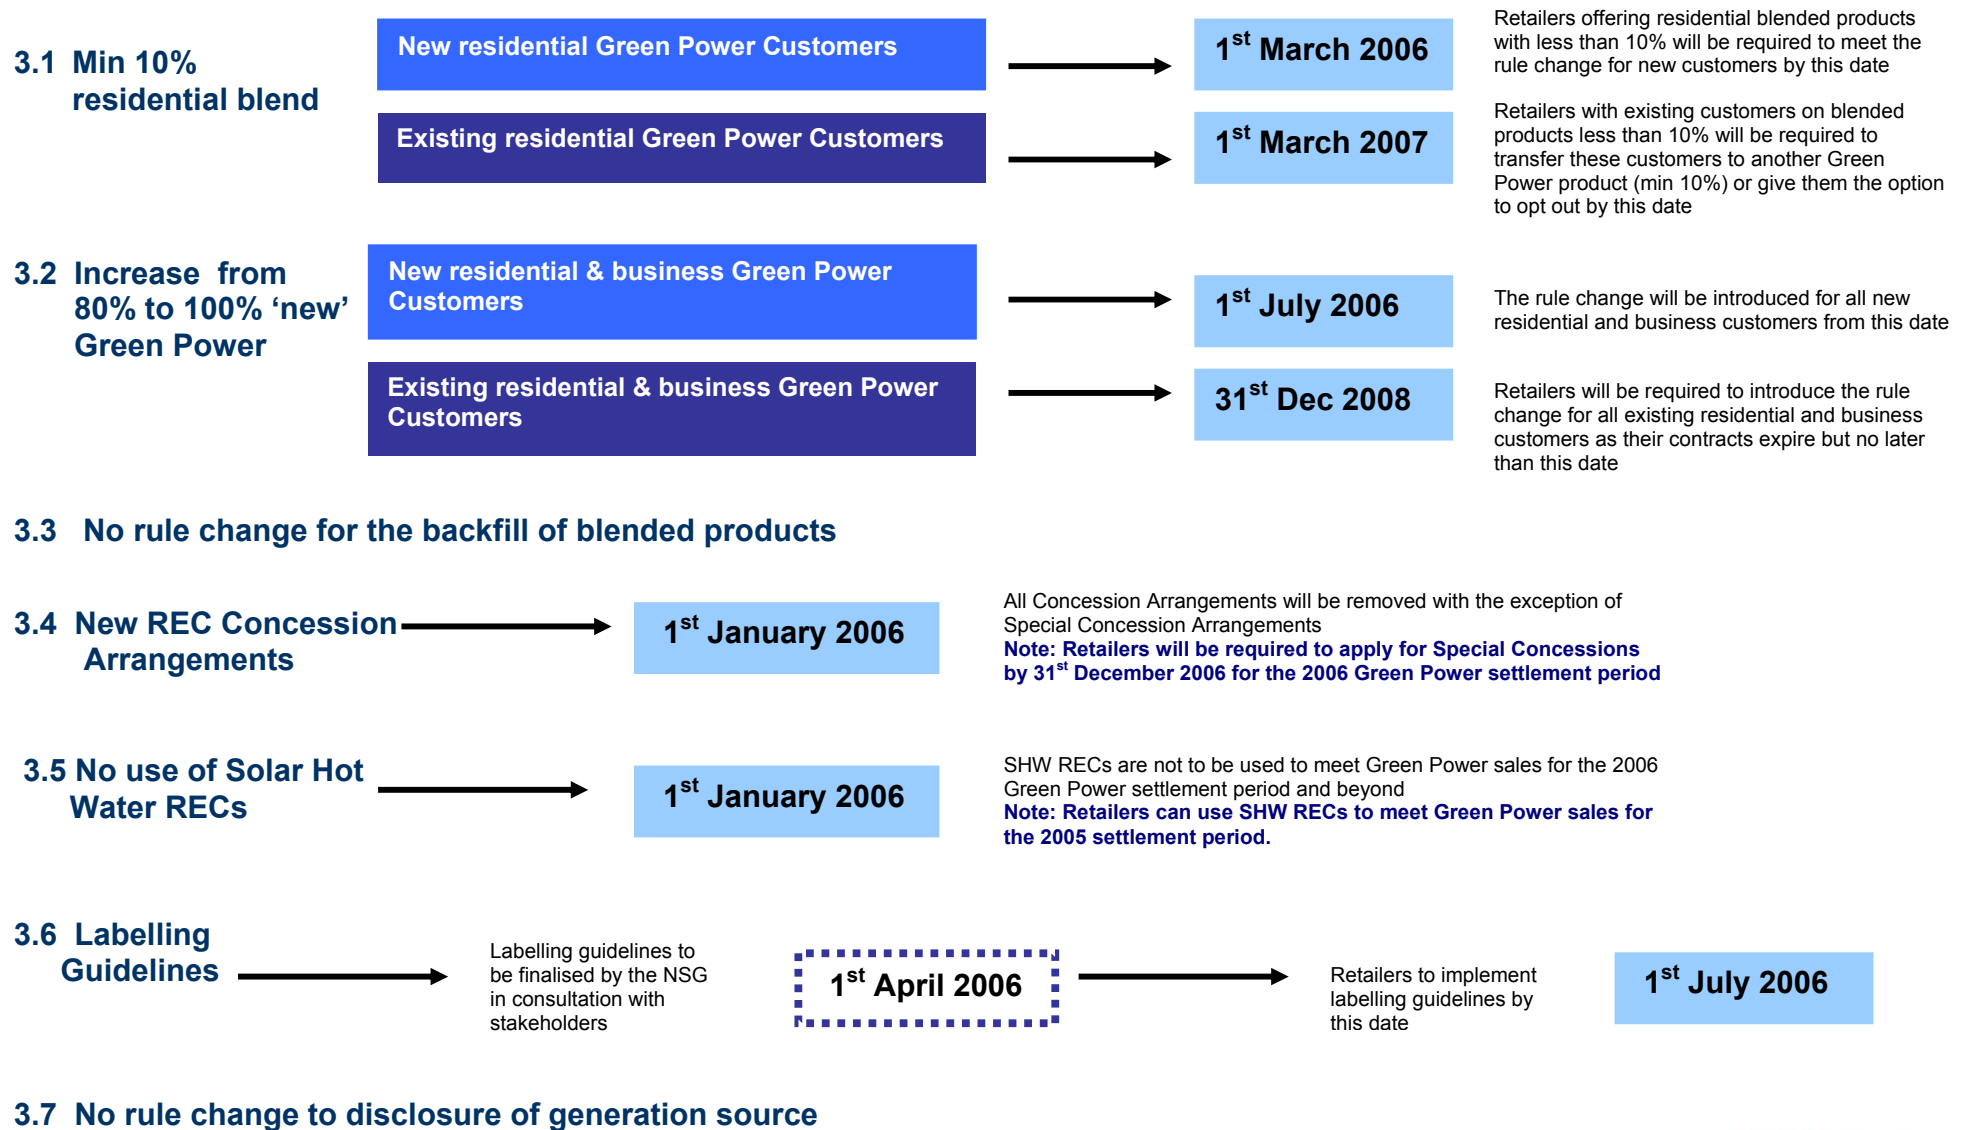 3.1 Min 10%
residential blend
New residential Green Power Customers
1st March 2006
Retailers offering residential blended products
with less than 10% will be required to meet the
rule change for new customers by this date
Existing residential Green Power Customers
1st March 2007
Retailers with existing customers on blended
products less than 10% will be required to
transfer these customers to another Green
Power product (min 10%) or give them the option
to opt out by this date
3.2 Increase from
80% to 100% ‘new’
Green Power
New residential & business Green Power
Customers
1st July 2006
The rule change will be introduced for all new
residential and business customers from this date
Existing residential & business Green Power
Customers
31st Dec 2008
Retailers will be required to introduce the rule
change for all existing residential and business
customers as their contracts expire but no later
than this date
3.3 No rule change for the backfill of blended products
3.4 New REC Concession
Arrangements
1st January 2006
All Concession Arrangements will be removed with the exception of
Special Concession Arrangements
Note: Retailers will be required to apply for Special Concessions
by 31st December 2006 for the 2006 Green Power settlement period
3.5 No use of Solar Hot
Water RECs
1st January 2006
SHW RECs are not to be used to meet Green Power sales for the 2006
Green Power settlement period and beyond
Note: Retailers can use SHW RECs to meet Green Power sales for
the 2005 settlement period.
3.6 Labelling
Guidelines
Labelling guidelines to
be finalised by the NSG
in consultation with
stakeholders
1st April 2006
Retailers to implement
labelling guidelines by
this date
1st July 2006
3.7 No rule change to disclosure of generation source